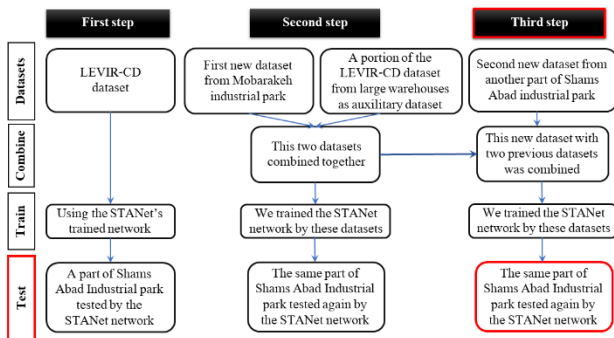 First step
Second step
Third step
Datasets
LEVIR-CD
dataset
First new dataset
from Mobarakeh
industrial park
A portion of the
LEVIR-CD dataset
from large warehouses
as auxilitary dataset
Second new dataset from
another part of Shams
Abad industrial park
Combine
This two datasets
combined together
This new dataset with
two previous datasets
was combined
Train
Using the STANet's
trained network
We trained the STANet
network by these datasets
We trained the STANet
network by these datasets
Test
A part of Shams
Abad Industrial park
tested by the
STANet network
The same part of
Shams Abad Industrial
park tested again by
the STANet network
The same part of
Shams Abad Industrial
park tested again by
the STANet network